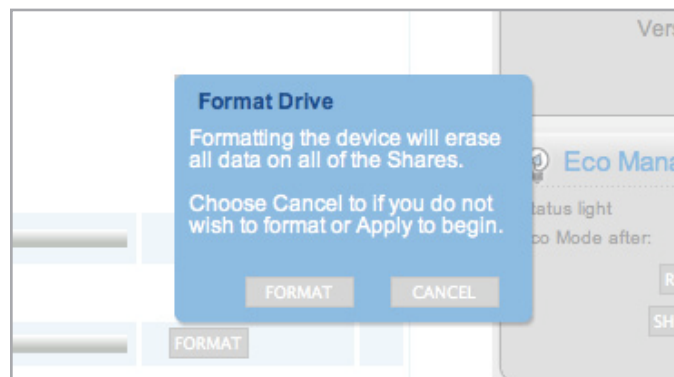 Vers
Format Drive
Formatting the device will erase
all data on all of the Shares.
Choose Cancel to if you do not
wish to format or Apply to begin.
FORMAT
CANCEL
Eco Mana
tatus light
co Mode after:
R
SH
FORMAT